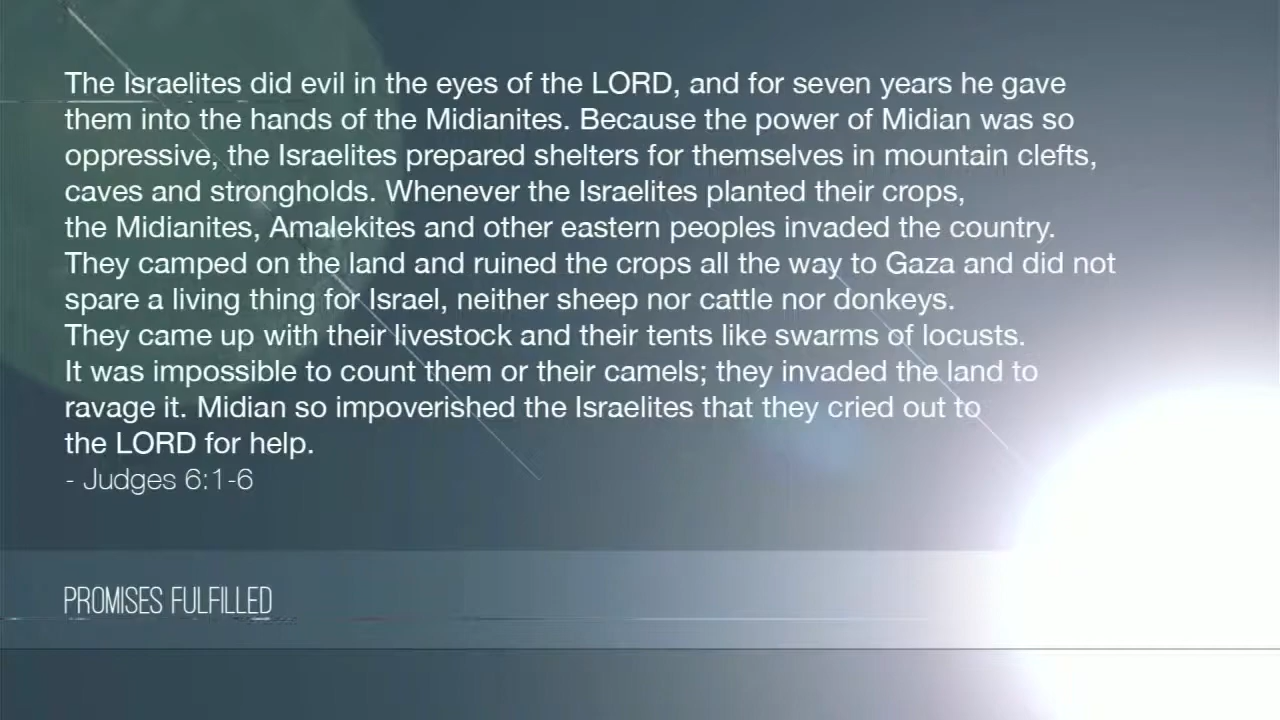 The Israelites did evil in the eyes of the LORD, and for seven years he gave
them into the hands of the Midianites. Because the power of Midian was so
oppressive, the Israelites prepared shelters for themselves in mountain clefts,
caves and strongholds. Whenever the Israelites planted their crops,
the Midianites, Amalekites and other eastern peoples invaded the country.
They camped on the land and ruined the crops all the way to Gaza and did not
spare a living thing for Israel, neither sheep nor cattle nor donkeys.
They came up with their livestock and their tents like swarms of locusts.
It was impossible to count them or their camels; they invaded the land to
ravage it. Midian so impoverished the Israelites that they cried out to
the LORD for help.
- Judges 6:1-6
PROMISES FULFILLED